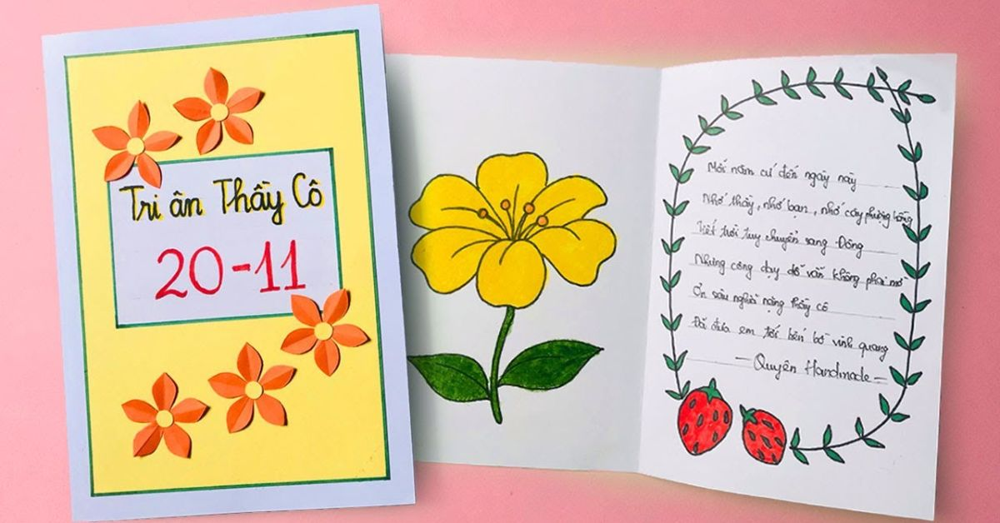 Tri ân Thầy Cô
20-11
Mỗi năm cứ đến ngày này
Nhớ thầy, nhớ bạn, nhớ cây phượng hồng
Tiết trời tuy chuyển sang Đông
Nhưng công dạy dỗ vẫn không phai mờ
Ơn sâu nghĩa nặng thầy cô
Đã đưa em tới bến bờ vinh quang
- Quyên Handmade -